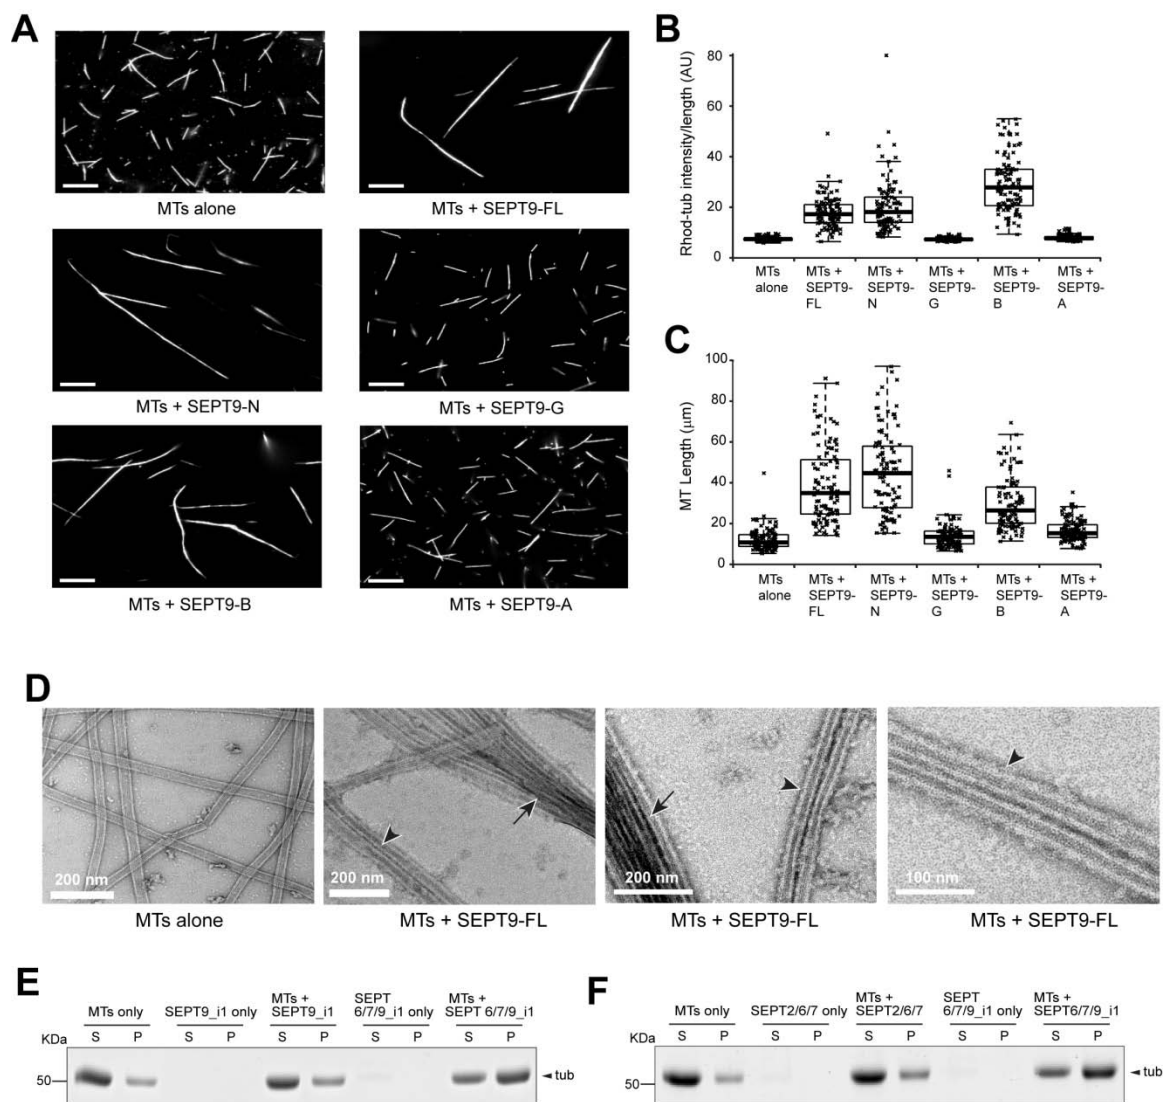 A
MTs alone
MTs + SEPT9-FL
MTs + SEPT9-N
MTs + SEPT9-G
MTs + SEPT9-B
MTs + SEPT9-A
B
Rhod-tub intensity/length (AU)
80
60
40
20
0
MTs alone
MTs + SEPT9-FL
MTs + SEPT9-N
MTs + SEPT9-G
MTs + SEPT9-B
MTs + SEPT9-A
C
MT Length (μm)
100
80
60
40
20
0
MTs alone
MTs + SEPT9-FL
MTs + SEPT9-N
MTs + SEPT9-G
MTs + SEPT9-B
MTs + SEPT9-A
D
200 nm
200 nm
200 nm
100 nm
MTs alone
MTs + SEPT9-FL
MTs + SEPT9-FL
MTs + SEPT9-FL
E
MTs only
SEPT9_i1 only
MTs + SEPT9_i1
SEPT 6/7/9_i1 only
MTs + SEPT 6/7/9_i1
KDa
S P S P S P S P S P
50
tub
F
MTs only
SEPT2/6/7 only
MTs + SEPT2/6/7
SEPT 6/7/9_i1 only
MTs + SEPT6/7/9_i1
KDa
S P S P S P S P S P
50
tub